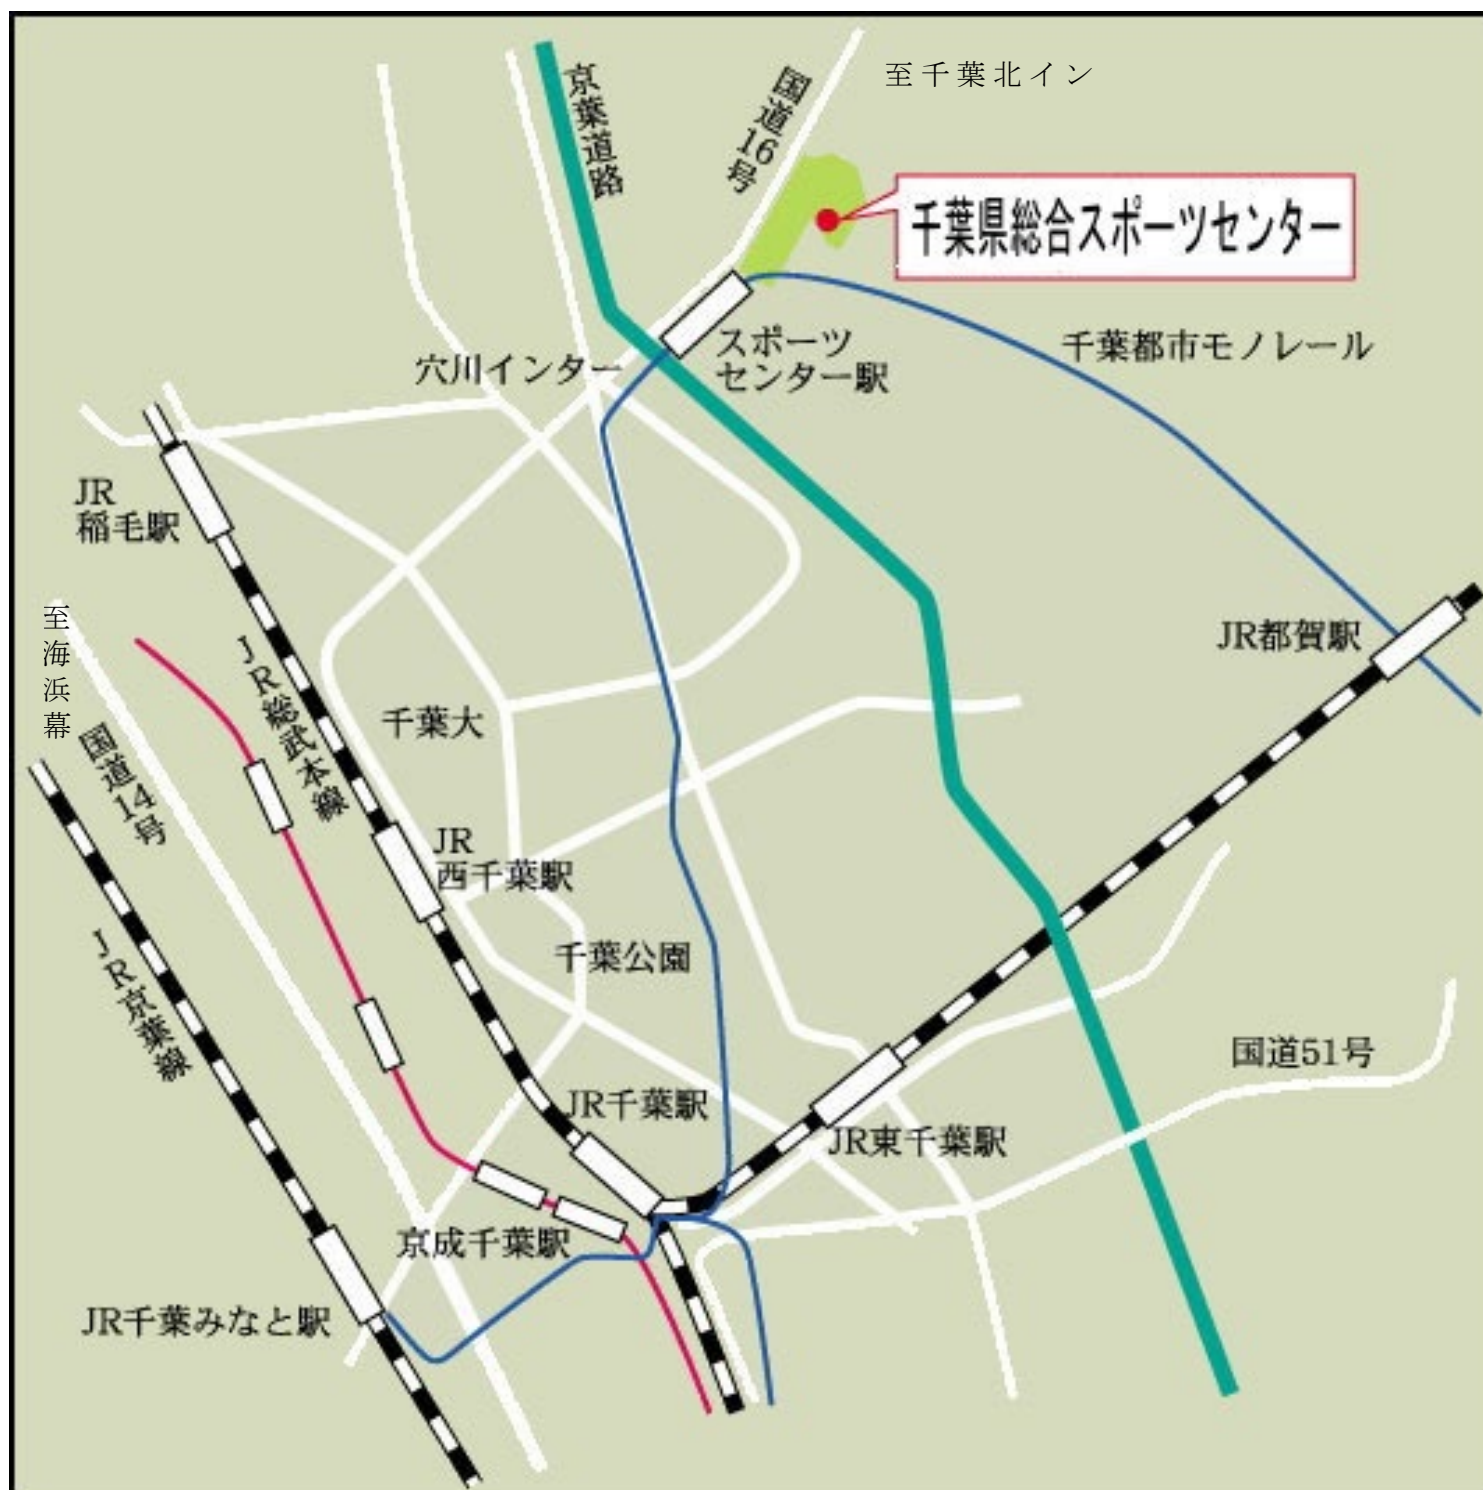 至千葉北イン
京葉道路
国道16号
千葉県総合スポーツセンター
スポーツ
センター駅
千葉都市モノレール
穴川インター
JR
稲毛駅
至海浜幕
国道14号
JR総武本線
JR都賀駅
千葉大
JR
西千葉駅
千葉公園
JR京葉線
国道51号
JR千葉駅
JR東千葉駅
京成千葉駅
JR千葉みなと駅